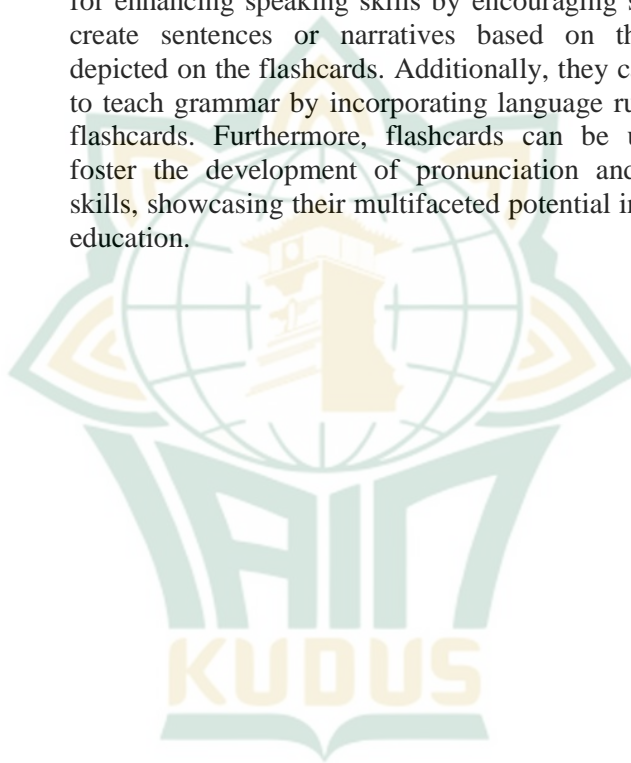 for enhancing speaking skills by encouraging
create sentences or narratives based on
depicted on the flashcards. Additionally, they
to teach grammar by incorporating language
flashcards. Furthermore, flashcards can be
foster the development of pronunciation and
skills, showcasing their multifaceted potential
education.
IAIN
KUDUS